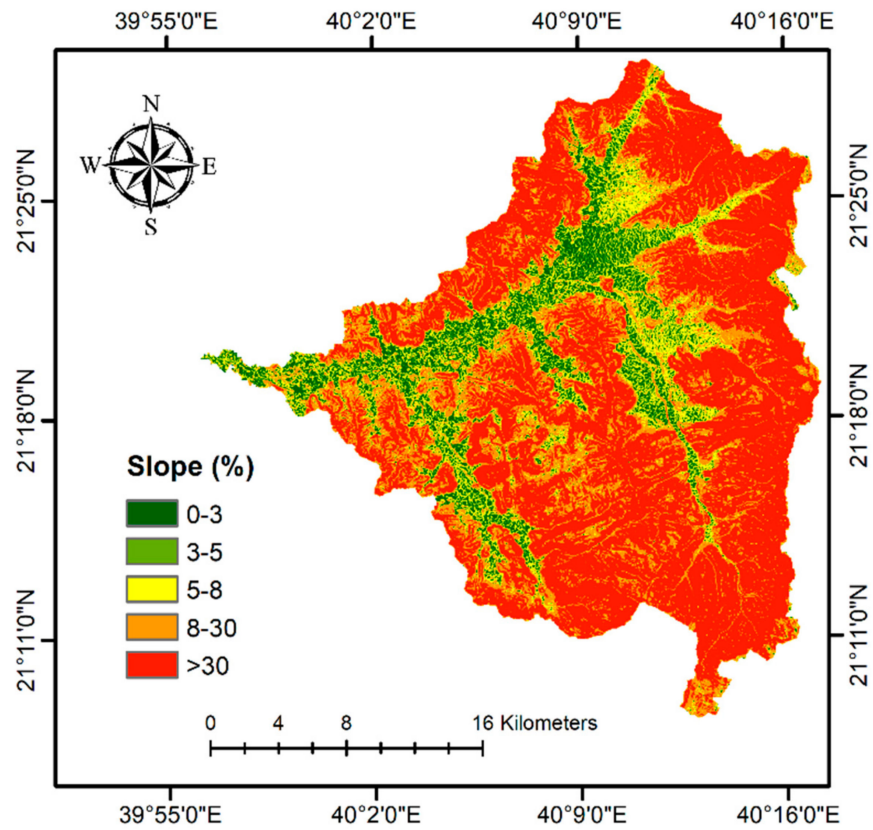 39°55'0"E 40°2'0"E 40°9'0"E 40°16'0"E
N
W E
S
21°25'0"N 21°25'0"N
21°18'0"N 21°18'0"N
Slope (%)
0-3
3-5
5-8
8-30
>30
21°11'0"N 21°11'0"N
0 4 8 16 Kilometers
39°55'0"E 40°2'0"E 40°9'0"E 40°16'0"E